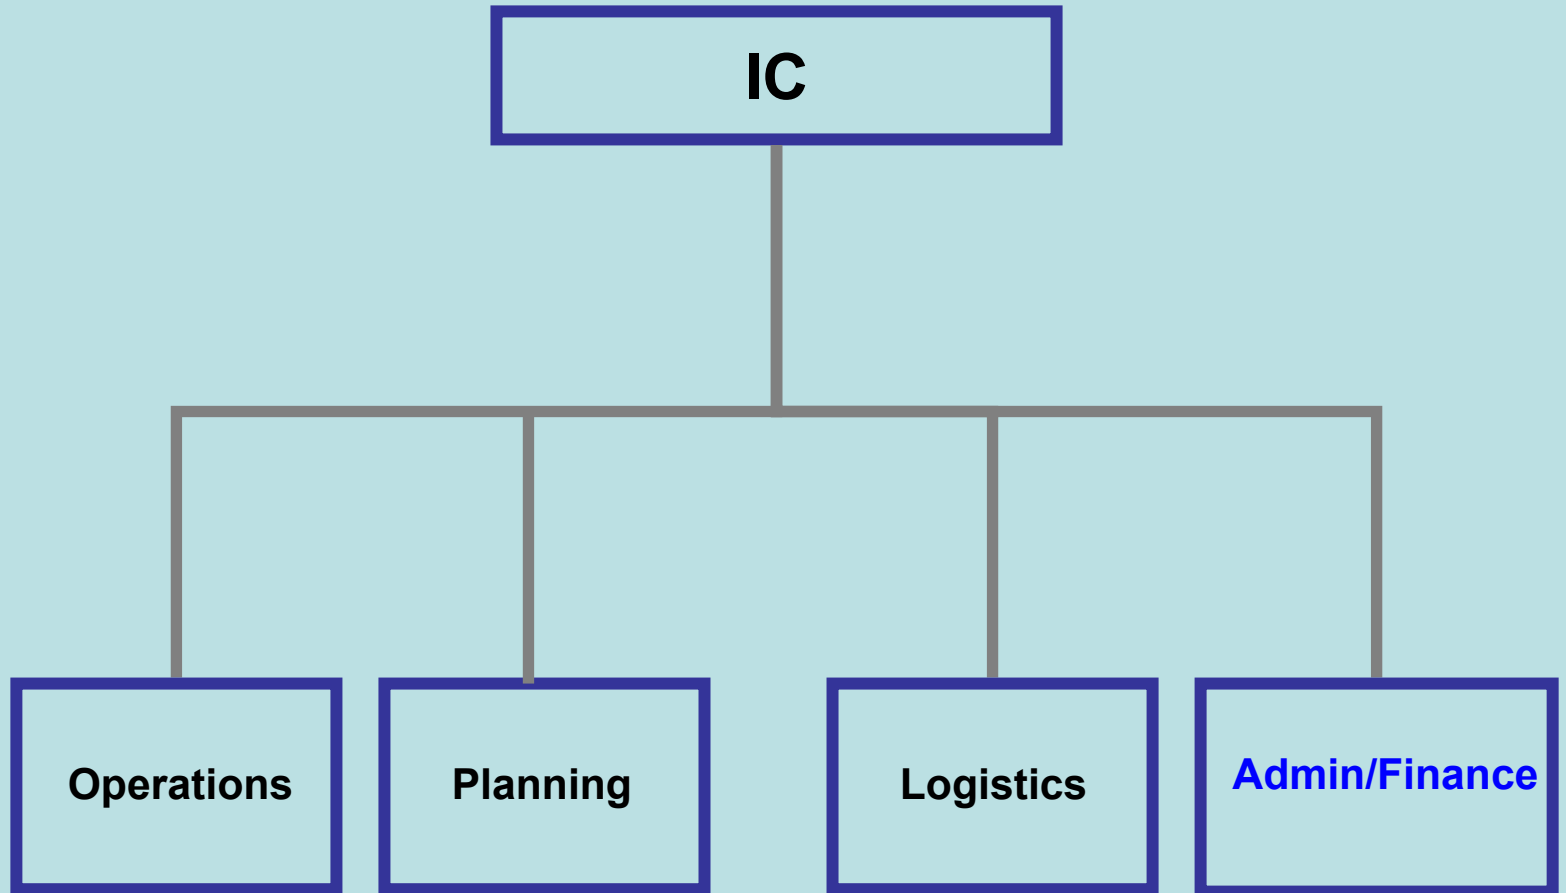 IC
Operations
Planning
Logistics
Admin/Finance